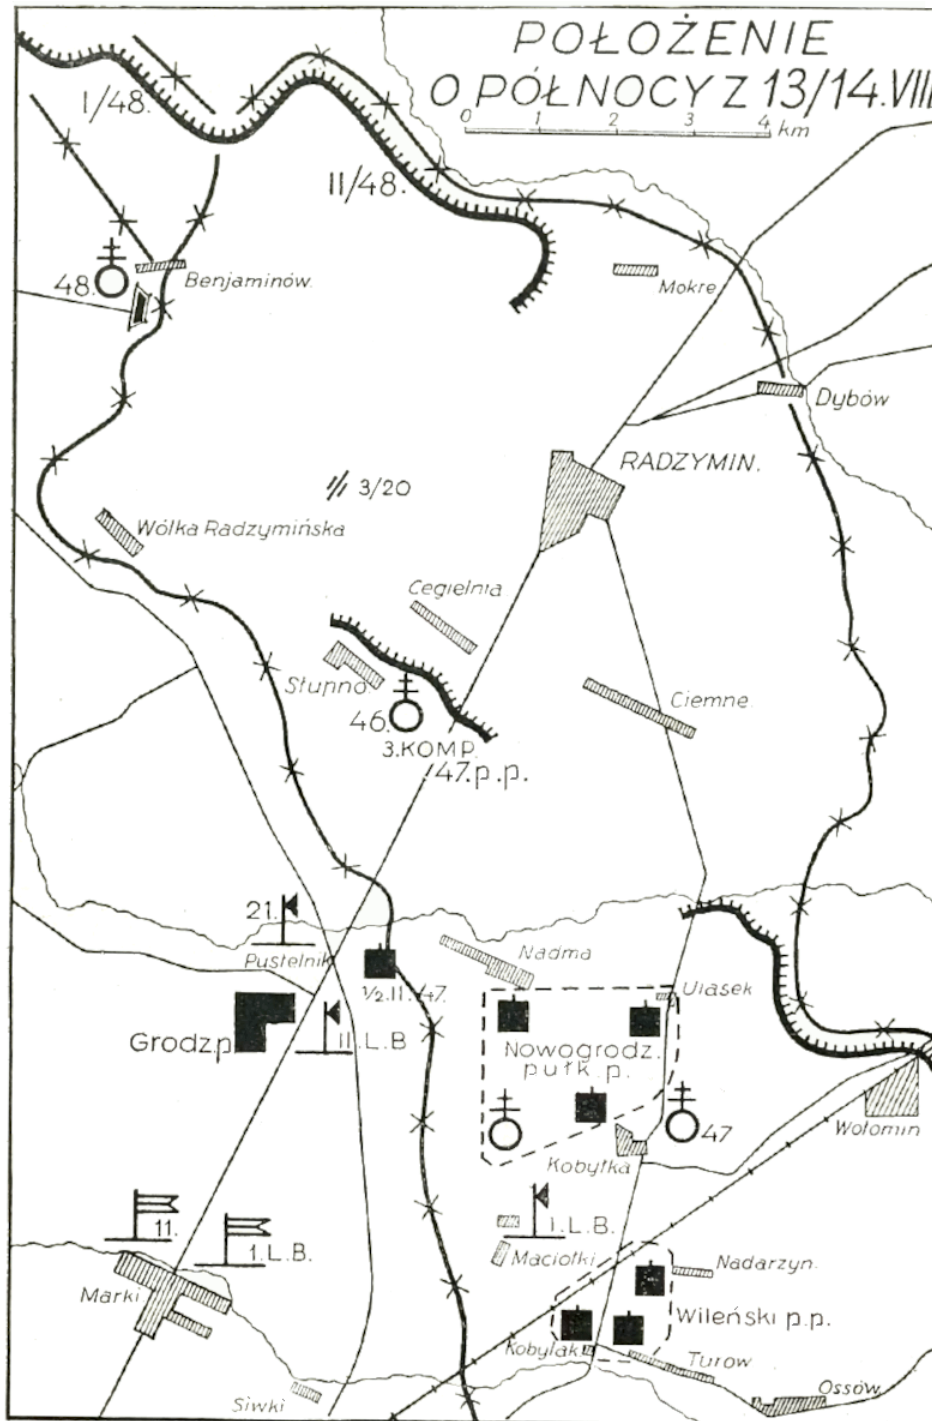 POŁOŻENIE
O PÓŁNOCY Z 13/14.VIII
0 1 2 3 4 km
I/48.
II/48.
48.
Benjaminów.
Mokre
Dybów
RADZYMIN.
3/20
Wólka Radzymińska
Cegielnia
Słupno.
Ciemne.
46.
3.KOMP.
47.p.p.
21.
Pustelnik
Nadma
½.II./47.
Ulasek
Grodz.p
II.L.B
Nowogrodz.
pułk.p.
47
Wołomin
Kobyłka
11.
1.L.B.
I.L.B.
Maciołki
Nadarzyn.
Marki
Wileński p.p.
Kobylak
Turow
Siwki
Ossów